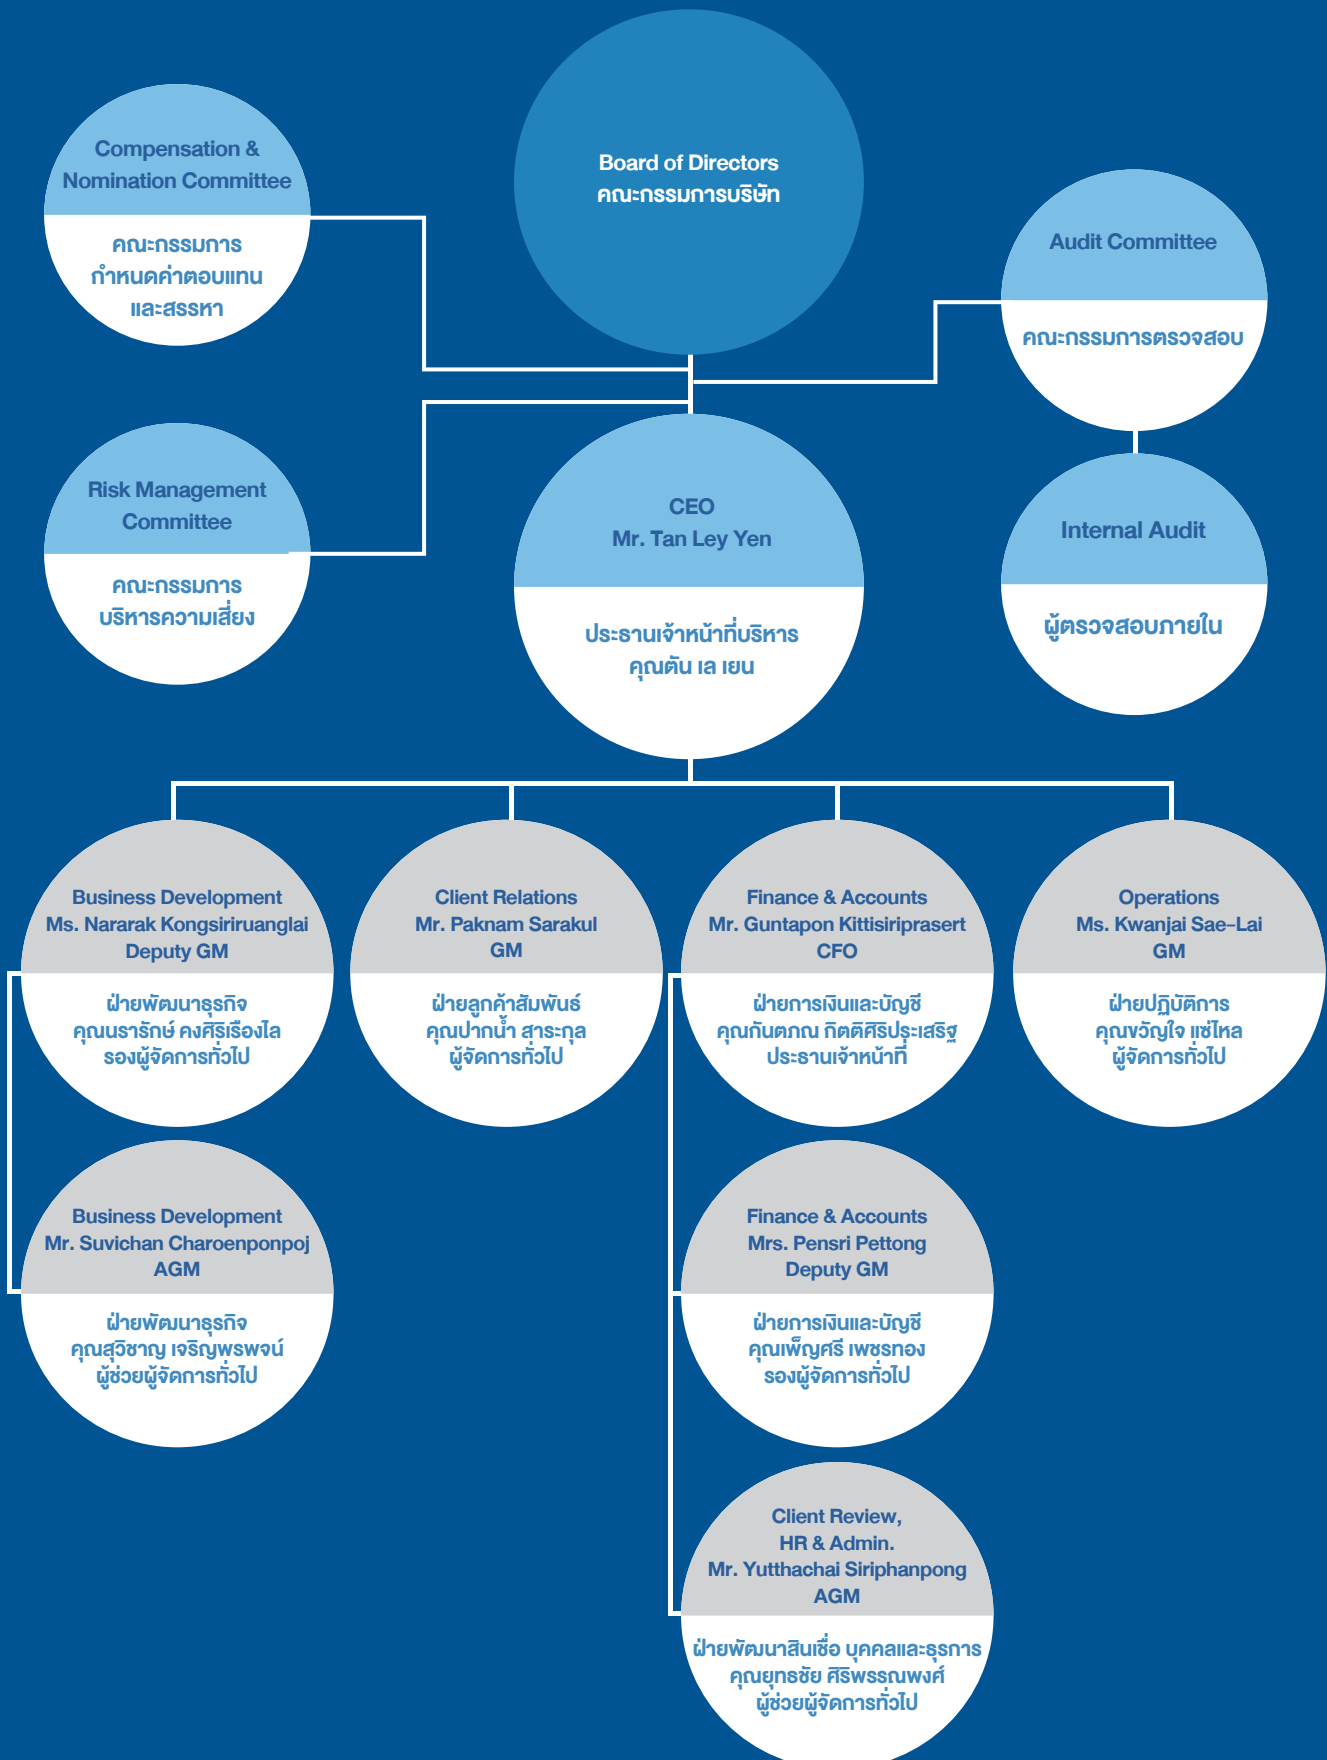 Board of Directors
คณะกรรมการบริษัท
Compensation &
Nomination Committee
คณะกรรมการ
กำหนดค่าตอบแทน
และสรรหา
Audit Committee
คณะกรรมการตรวจสอบ
Risk Management
Committee
คณะกรรมการ
บริหารความเสี่ยง
CEO
Mr. Tan Ley Yen
ประธานเจ้าหน้าที่บริหาร
คุณตัน เล เยน
Internal Audit
ผู้ตรวจสอบภายใน
Business Development
Ms. Nararak Kongsiriruanglai
Deputy GM
ฝ่ายพัฒนาธุรกิจ
คุณนรารักษ์ คงศิริเรืองไล
รองผู้จัดการทั่วไป
Client Relations
Mr. Paknam Sarakul
GM
ฝ่ายลูกค้าสัมพันธ์
คุณปากน้ำ สาระกุล
ผู้จัดการทั่วไป
Finance & Accounts
Mr. Guntapon Kittisiriprasert
CFO
ฝ่ายการเงินและบัญชี
คุณกันตภณ กิตติศิริประเสริฐ
ประธานเจ้าหน้าที่
Operations
Ms. Kwanjai Sae-Lai
GM
ฝ่ายปฏิบัติการ
คุณขวัญใจ แซ่ไหล
ผู้จัดการทั่วไป
Business Development
Mr. Suvichan Charoenponpoj
AGM
ฝ่ายพัฒนาธุรกิจ
คุณสุวิชาญ เจริญพรพจน์
ผู้ช่วยผู้จัดการทั่วไป
Finance & Accounts
Mrs. Pensri Pettong
Deputy GM
ฝ่ายการเงินและบัญชี
คุณเพ็ญศรี เพชรทอง
รองผู้จัดการทั่วไป
Client Review,
HR & Admin.
Mr. Yutthachai Siriphanpong
AGM
ฝ่ายพัฒนาสินเชื่อ บุคคลและธุรการ
คุณยุทธชัย ศิริพรรณพงศ์
ผู้ช่วยผู้จัดการทั่วไป